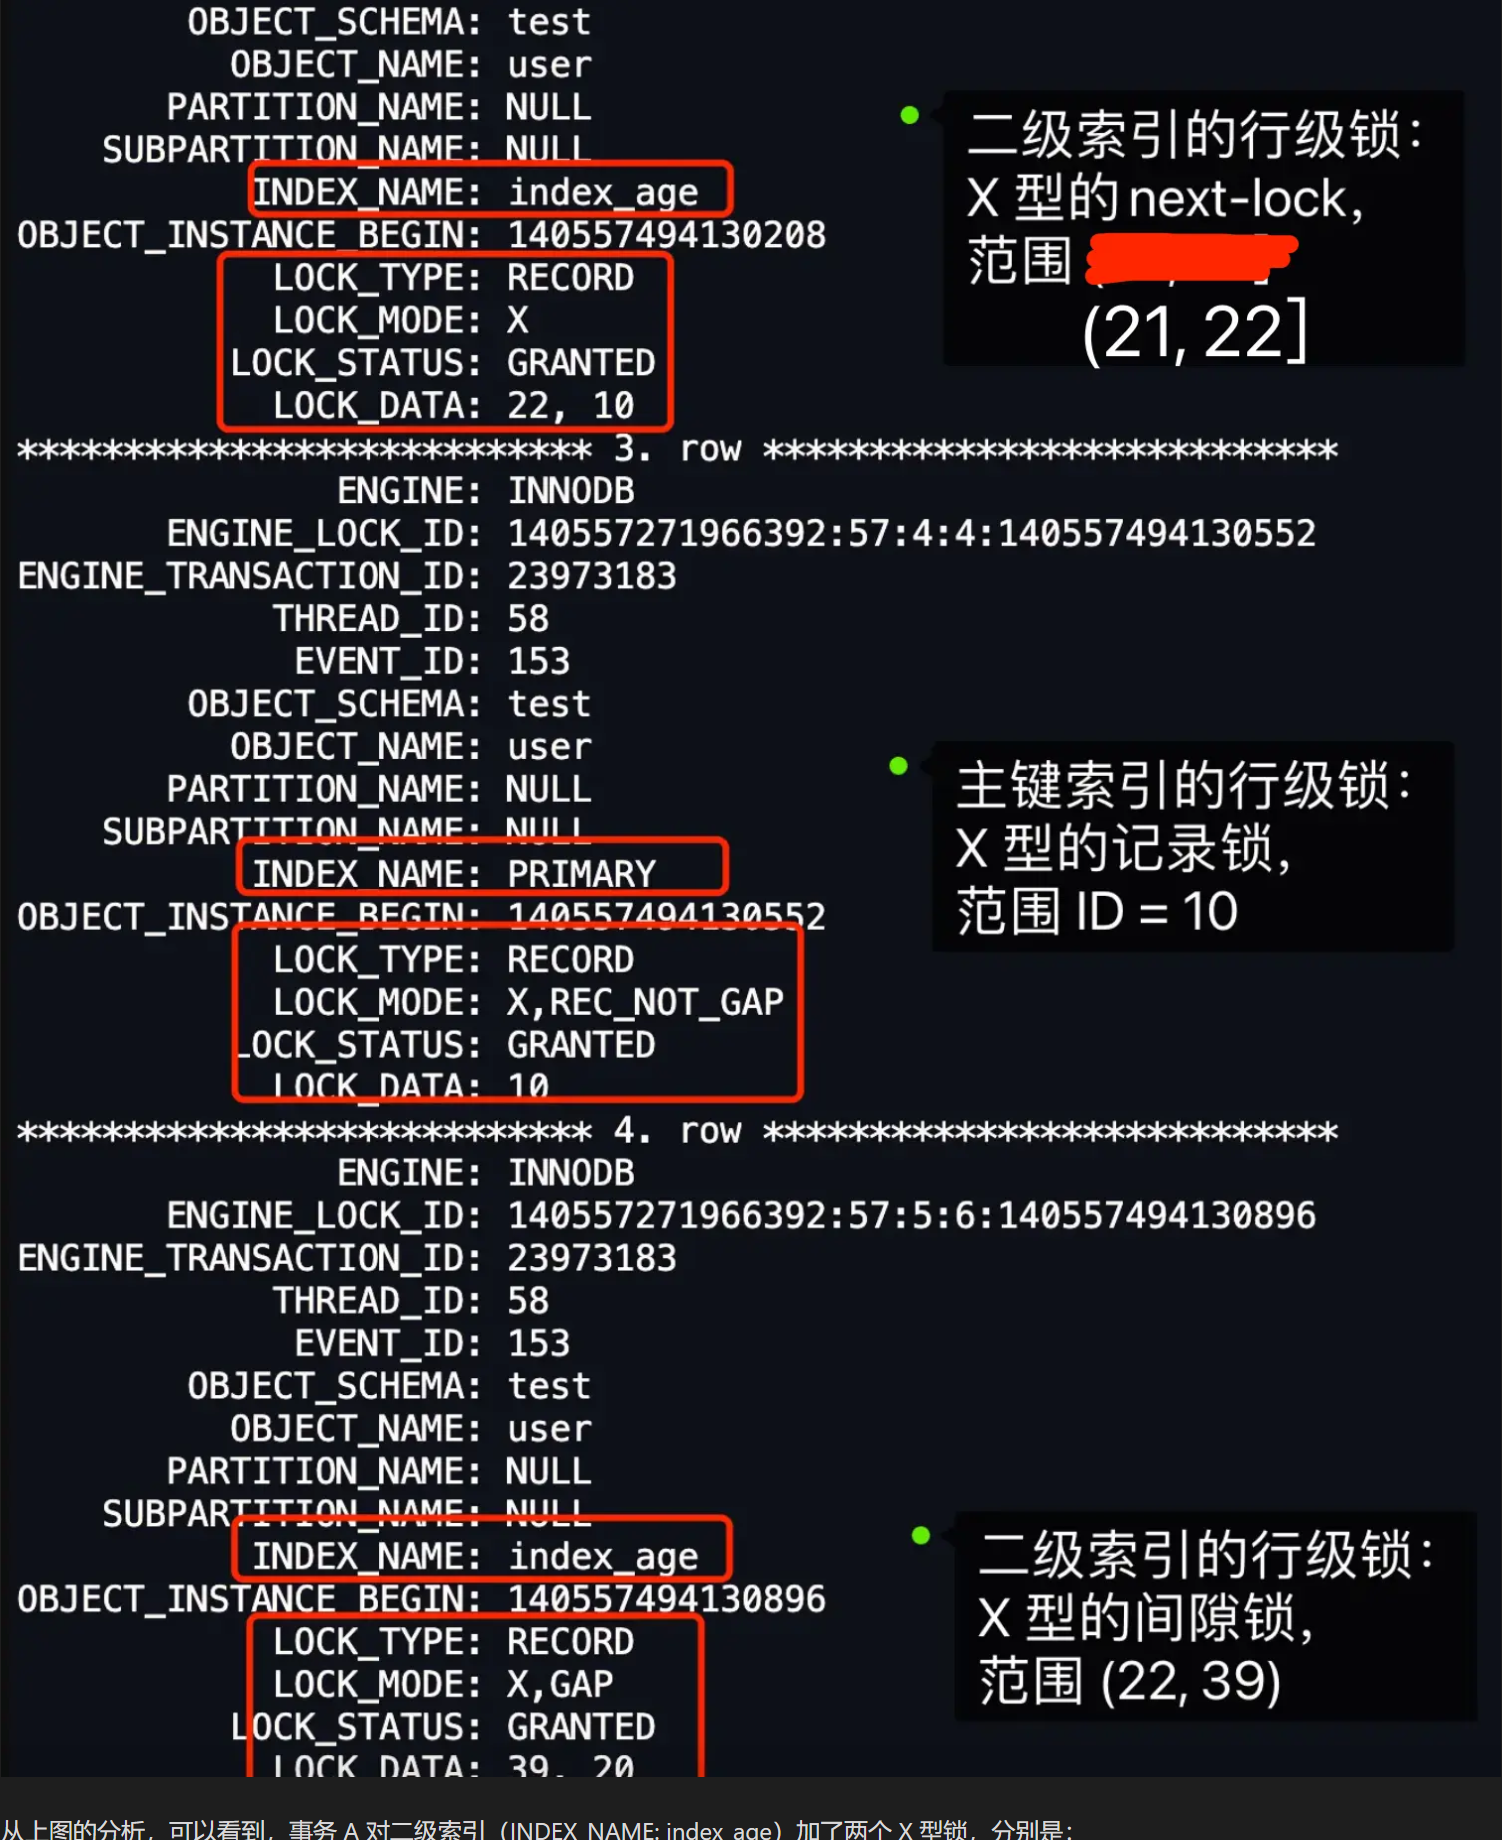 OBJECT_SCHEMA: test
OBJECT_NAME: user
PARTITION_NAME: NULL
SUBPARTITION_NAME: NULL
INDEX_NAME: index_age
OBJECT_INSTANCE_BEGIN: 140557494130208
LOCK_TYPE: RECORD
LOCK_MODE: X
LOCK_STATUS: GRANTED
LOCK_DATA: 22, 10
二级索引的行级锁：
X 型的next-lock，
范围
(21, 22]
*************************** 3. row ***************************
ENGINE: INNODB
ENGINE_LOCK_ID: 140557271966392:57:4:4:140557494130552
ENGINE_TRANSACTION_ID: 23973183
THREAD_ID: 58
EVENT_ID: 153
OBJECT_SCHEMA: test
OBJECT_NAME: user
PARTITION_NAME: NULL
SUBPARTITION_NAME: NULL
INDEX_NAME: PRIMARY
OBJECT_INSTANCE_BEGIN: 140557494130552
LOCK_TYPE: RECORD
LOCK_MODE: X,REC_NOT_GAP
LOCK_STATUS: GRANTED
LOCK_DATA: 10
主键索引的行级锁：
X 型的记录锁，
范围 ID = 10
*************************** 4. row ***************************
ENGINE: INNODB
ENGINE_LOCK_ID: 140557271966392:57:5:6:140557494130896
ENGINE_TRANSACTION_ID: 23973183
THREAD_ID: 58
EVENT_ID: 153
OBJECT_SCHEMA: test
OBJECT_NAME: user
PARTITION_NAME: NULL
SUBPARTITION_NAME: NULL
INDEX_NAME: index_age
OBJECT_INSTANCE_BEGIN: 140557494130896
LOCK_TYPE: RECORD
LOCK_MODE: X,GAP
LOCK_STATUS: GRANTED
LOCK_DATA: 39, 20
二级索引的行级锁：
X 型的间隙锁，
范围 (22, 39)
从上图的分析，可以看到，事务 A 对二级索引（INDEX_NAME: index_age）加了两个 X 型锁，分别是：